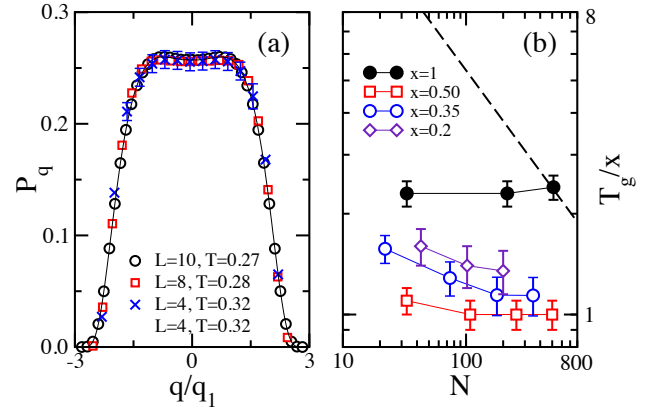 0.3
0.2
0.1
0.0
P_q
(a)
L=10, T=0.27
L=8, T=0.28
L=4, T=0.32
L=4, T=0.32
-3
0
3
q/q_1
(b)
x=1
x=0.50
x=0.35
x=0.2
8
1
T_g/x
10
100
800
N